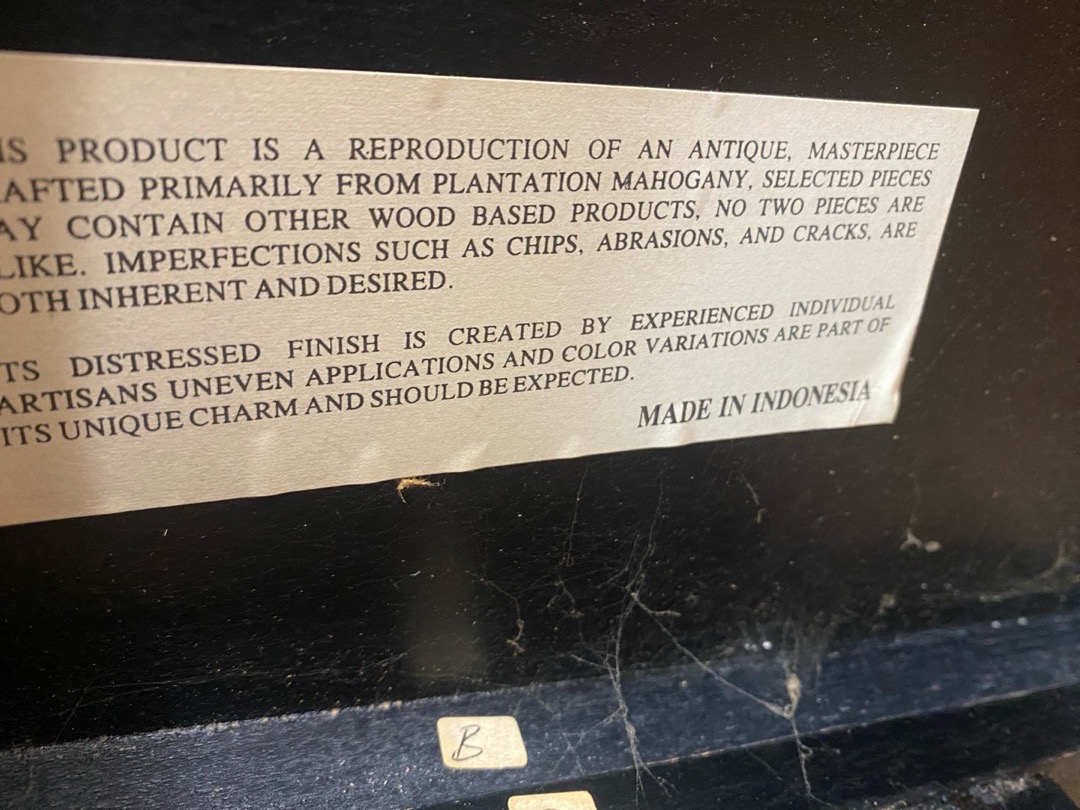 IS PRODUCT IS A REPRODUCTION OF AN ANTIQUE, MASTERPIECE
AFTED PRIMARILY FROM PLANTATION MAHOGANY, SELECTED PIECES
AY CONTAIN OTHER WOOD BASED PRODUCTS, NO TWO PIECES ARE
LIKE. IMPERFECTIONS SUCH AS CHIPS, ABRASIONS, AND CRACKS, ARE
OTH INHERENT AND DESIRED.
TS DISTRESSED FINISH IS CREATED BY EXPERIENCED INDIVIDUAL
ARTISANS UNEVEN APPLICATIONS AND COLOR VARIATIONS ARE PART OF
ITS UNIQUE CHARM AND SHOULD BE EXPECTED.
MADE IN INDONESIA
B